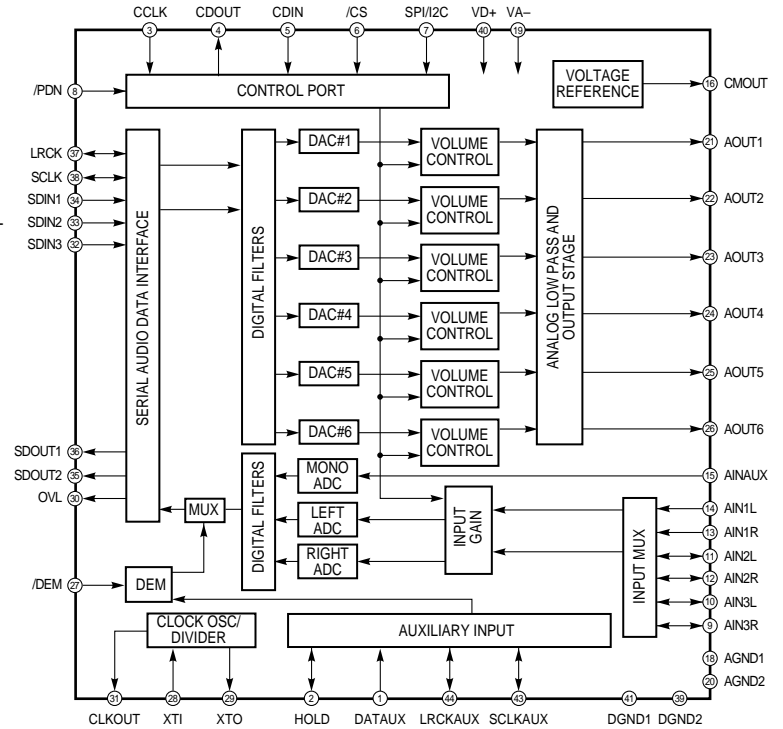 CCLK CDOUT CDIN /CS SPI/I2C VD+ VA–
3 4 5 6 7 40 19
/PDN 8
CONTROL PORT
VOLTAGE
REFERENCE
16 CMOUT
LRCK 37
SCLK 38
SDIN1 34
SDIN2 33
SDIN3 32
SERIAL AUDIO DATA INTERFACE
DIGITAL FILTERS
DAC#1
VOLUME
CONTROL
DAC#2
VOLUME
CONTROL
DAC#3
VOLUME
CONTROL
DAC#4
VOLUME
CONTROL
DAC#5
VOLUME
CONTROL
DAC#6
VOLUME
CONTROL
ANALOG LOW PASS AND
OUTPUT STAGE
21 AOUT1
22 AOUT2
23 AOUT3
24 AOUT4
25 AOUT5
26 AOUT6
SDOUT1 36
SDOUT2 35
OVL 30
MUX
DIGITAL FILTERS
MONO
ADC
LEFT
ADC
RIGHT
ADC
INPUT
GAIN
INPUT MUX
15 AINAUX
14 AIN1L
13 AIN1R
11 AIN2L
12 AIN2R
10 AIN3L
9 AIN3R
/DEM 27
DEM
CLOCK OSC/
DIVIDER
AUXILIARY INPUT
18 AGND1
20 AGND2
31 28 29 2 1 44 43 41 39
CLKOUT XTI XTO HOLD DATAUX LRCKAUX SCLKAUX DGND1 DGND2